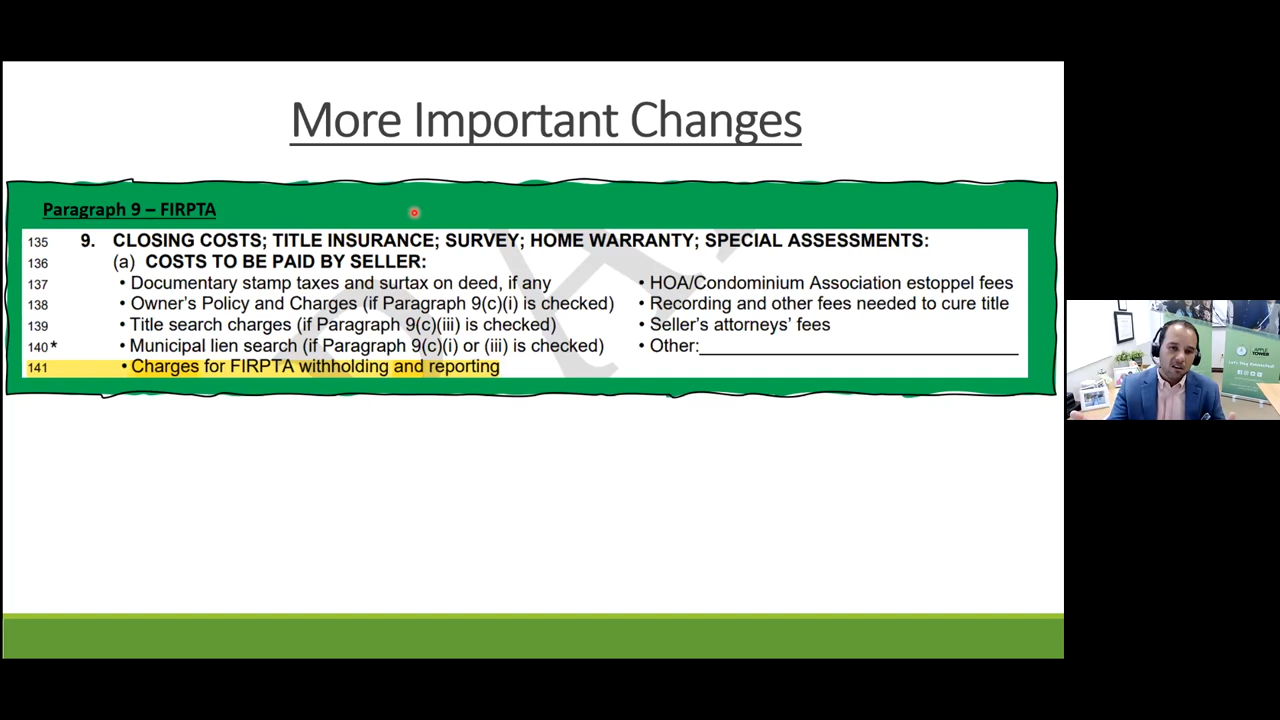 More Important Changes
Paragraph 9 – FIRPTA
135 9. CLOSING COSTS; TITLE INSURANCE; SURVEY; HOME WARRANTY; SPECIAL ASSESSMENTS:
136 (a) COSTS TO BE PAID BY SELLER:
137 • Documentary stamp taxes and surtax on deed, if any • HOA/Condominium Association estoppel fees
138 • Owner's Policy and Charges (if Paragraph 9(c)(i) is checked) • Recording and other fees needed to cure title
139 • Title search charges (if Paragraph 9(c)(iii) is checked) • Seller's attorneys' fees
140* • Municipal lien search (if Paragraph 9(c)(i) or (iii) is checked) • Other:
141 • Charges for FIRPTA withholding and reporting
APPLE
TOWER